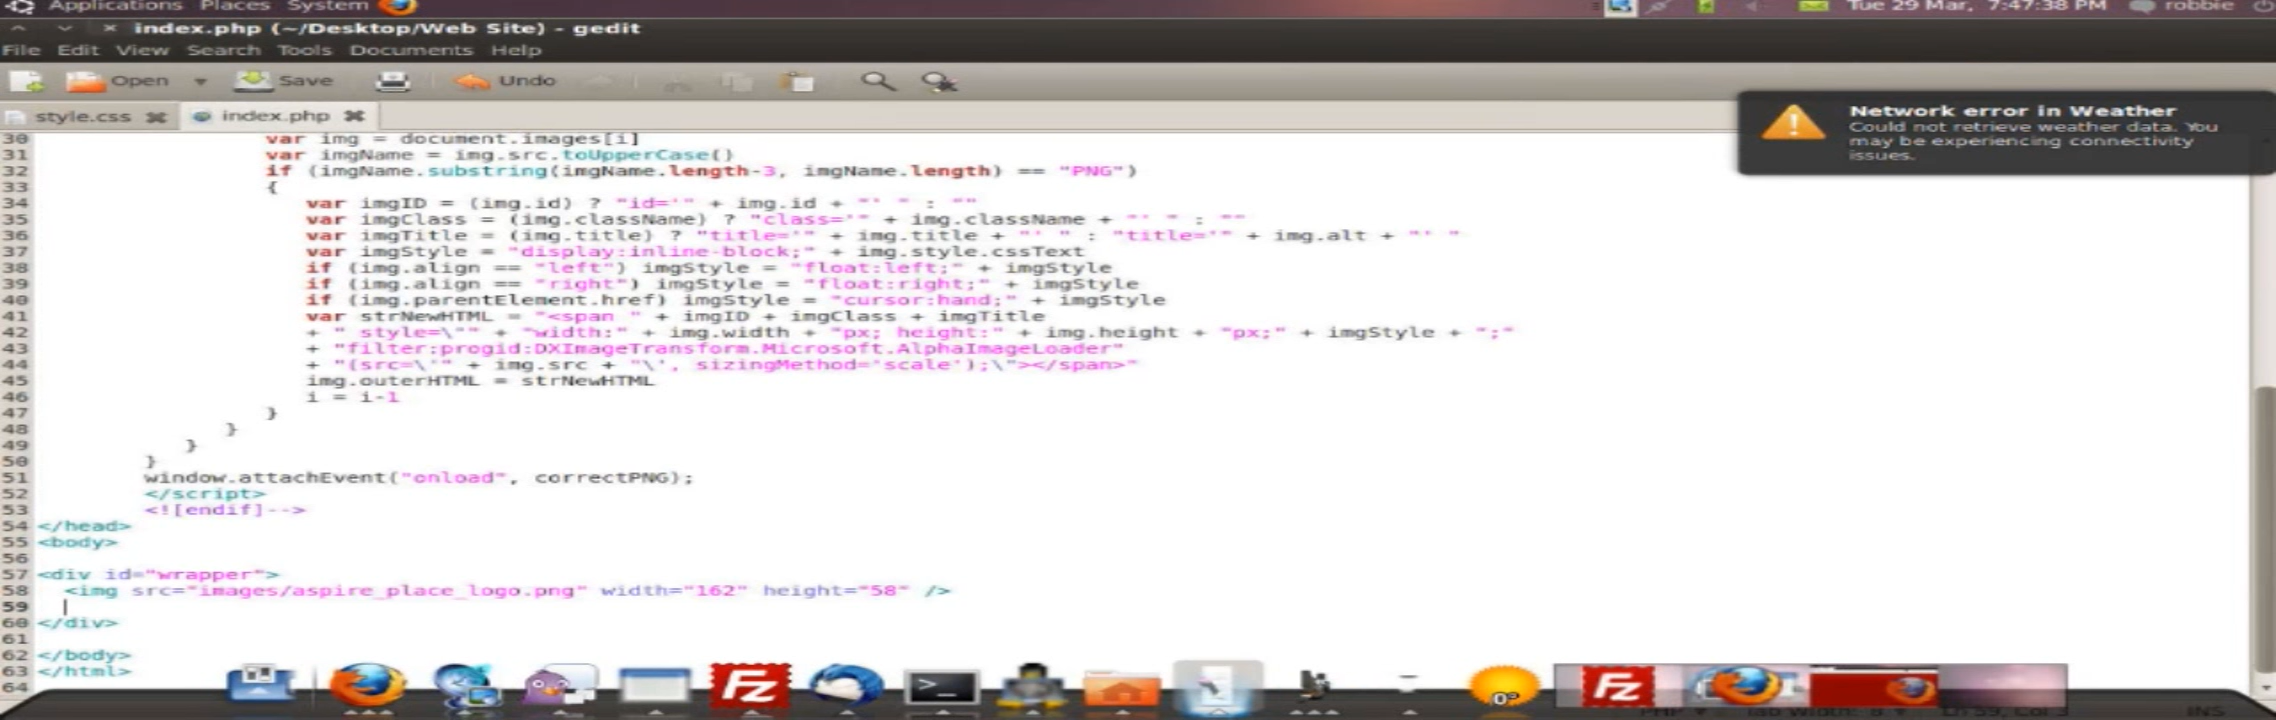 Applications Places System Tue 29 Mar, 7:47:38 PM robbie
index.php (~/Desktop/Web Site) - gedit
File Edit View Search Tools Documents Help
Open Save Undo
style.css index.php
Network error in Weather
Could not retrieve weather data. You
may be experiencing connectivity
issues.
30 var img = document.images[i]
31 var imgName = img.src.toUpperCase()
32 if (imgName.substring(imgName.length-3, imgName.length) == "PNG")
33 {
34 var imgID = (img.id) ? "id='" + img.id + "' " : ""
35 var imgClass = (img.className) ? "class='" + img.className + "' " : ""
36 var imgTitle = (img.title) ? "title='" + img.title + "' " : "title='" + img.alt + "' "
37 var imgStyle = "display:inline-block;" + img.style.cssText
38 if (img.align == "left") imgStyle = "float:left;" + imgStyle
39 if (img.align == "right") imgStyle = "float:right;" + imgStyle
40 if (img.parentElement.href) imgStyle = "cursor:hand;" + imgStyle
41 var strNewHTML = "<span " + imgID + imgClass + imgTitle
42 + " style=\"" + "width:" + img.width + "px; height:" + img.height + "px;" + imgStyle + ";"
43 + "filter:progid:DXImageTransform.Microsoft.AlphaImageLoader"
44 + "(src=\'" + img.src + "\', sizingMethod='scale');\"></span>"
45 img.outerHTML = strNewHTML
46 i = i-1
47 }
48 }
49 }
50 }
51 window.attachEvent("onload", correctPNG);
52 </script>
53 <![endif]-->
54 </head>
55 <body>
56
57 <div id="wrapper">
58 <img src="images/aspire_place_logo.png" width="162" height="58" />
59
60 </div>
61
62 </body>
63 </html>
64
Fz
>_
0°
Fz
INS